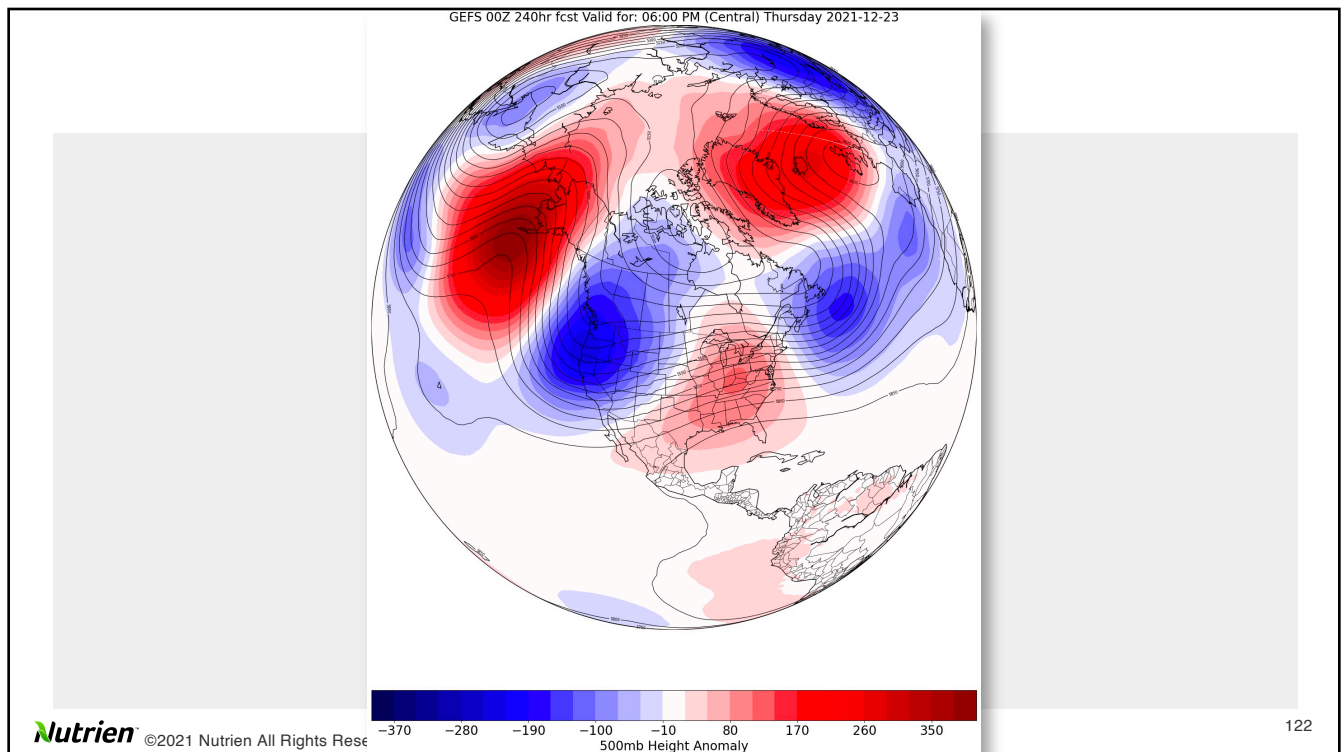 GEFS 00Z 240hr fcst Valid for: 06:00 PM (Central) Thursday 2021-12-23
−370 −280 −190 −100 −10 80 170 260 350
500mb Height Anomaly
Nutrien ©2021 Nutrien All Rights Rese
122